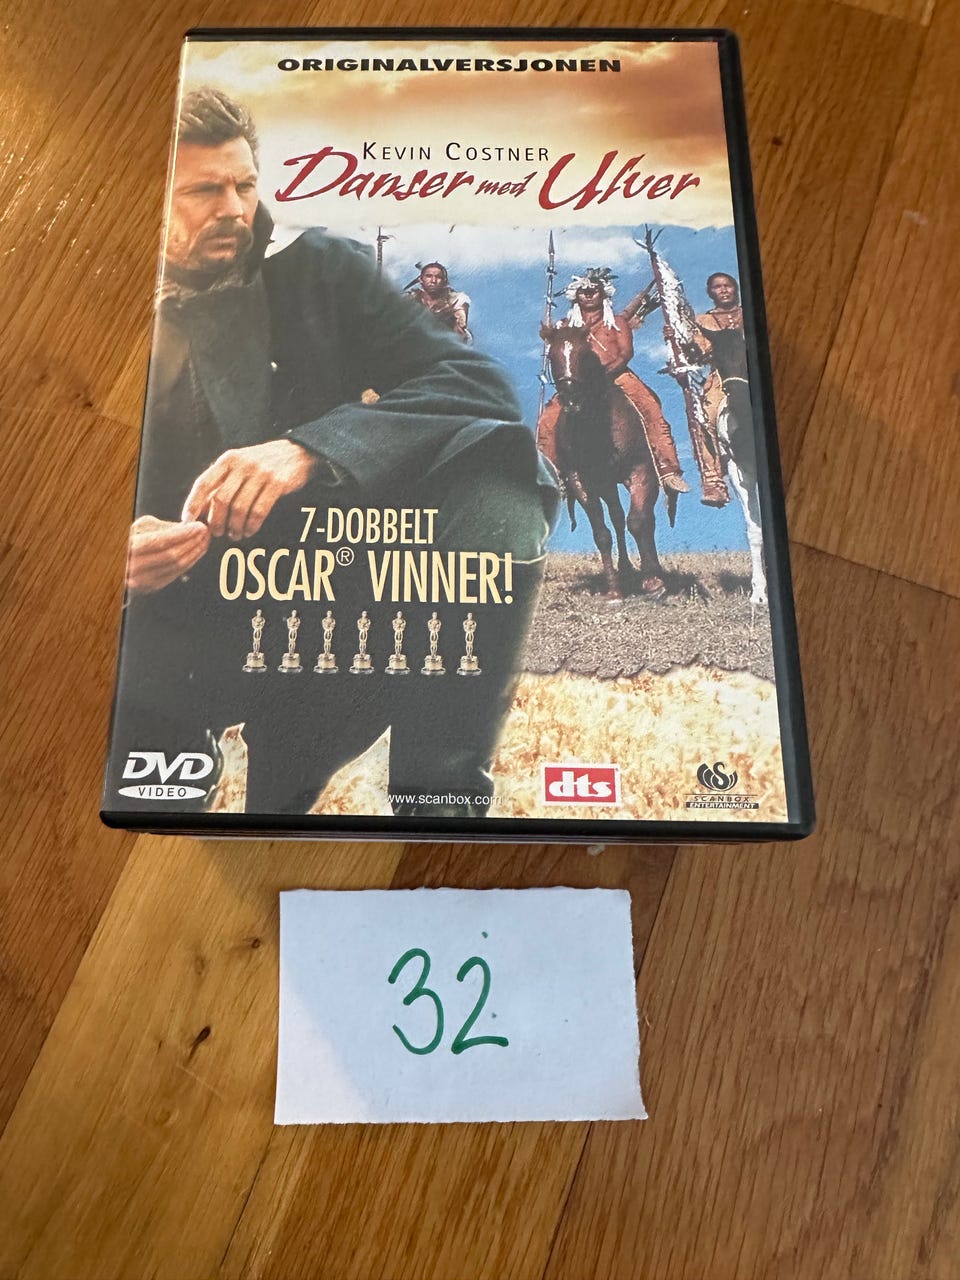 ORIGINALVERSJONEN
KEVIN COSTNER
Danser med Ulver
7-DOBBELT
OSCAR® VINNER!
DVD
VIDEO
www.scanbox.com
dts
SCANBOX
ENTERTAINMENT
32